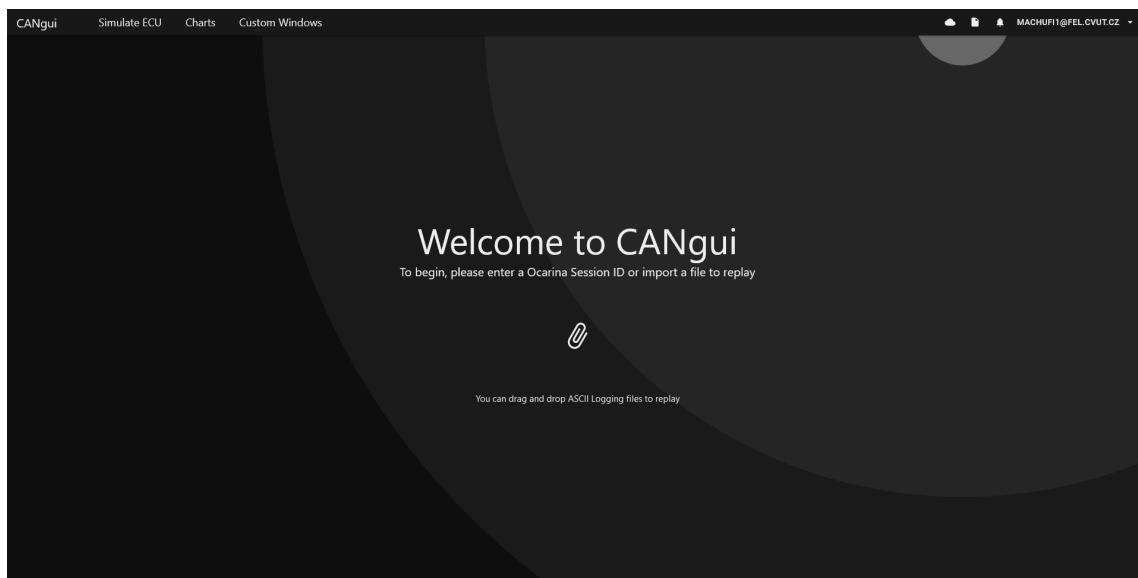 CANgui Simulate ECU Charts Custom Windows MACHUFI1@FEL.CVUT.CZ
Welcome to CANgui
To begin, please enter a Ocarina Session ID or import a file to replay
You can drag and drop ASCII Logging files to replay